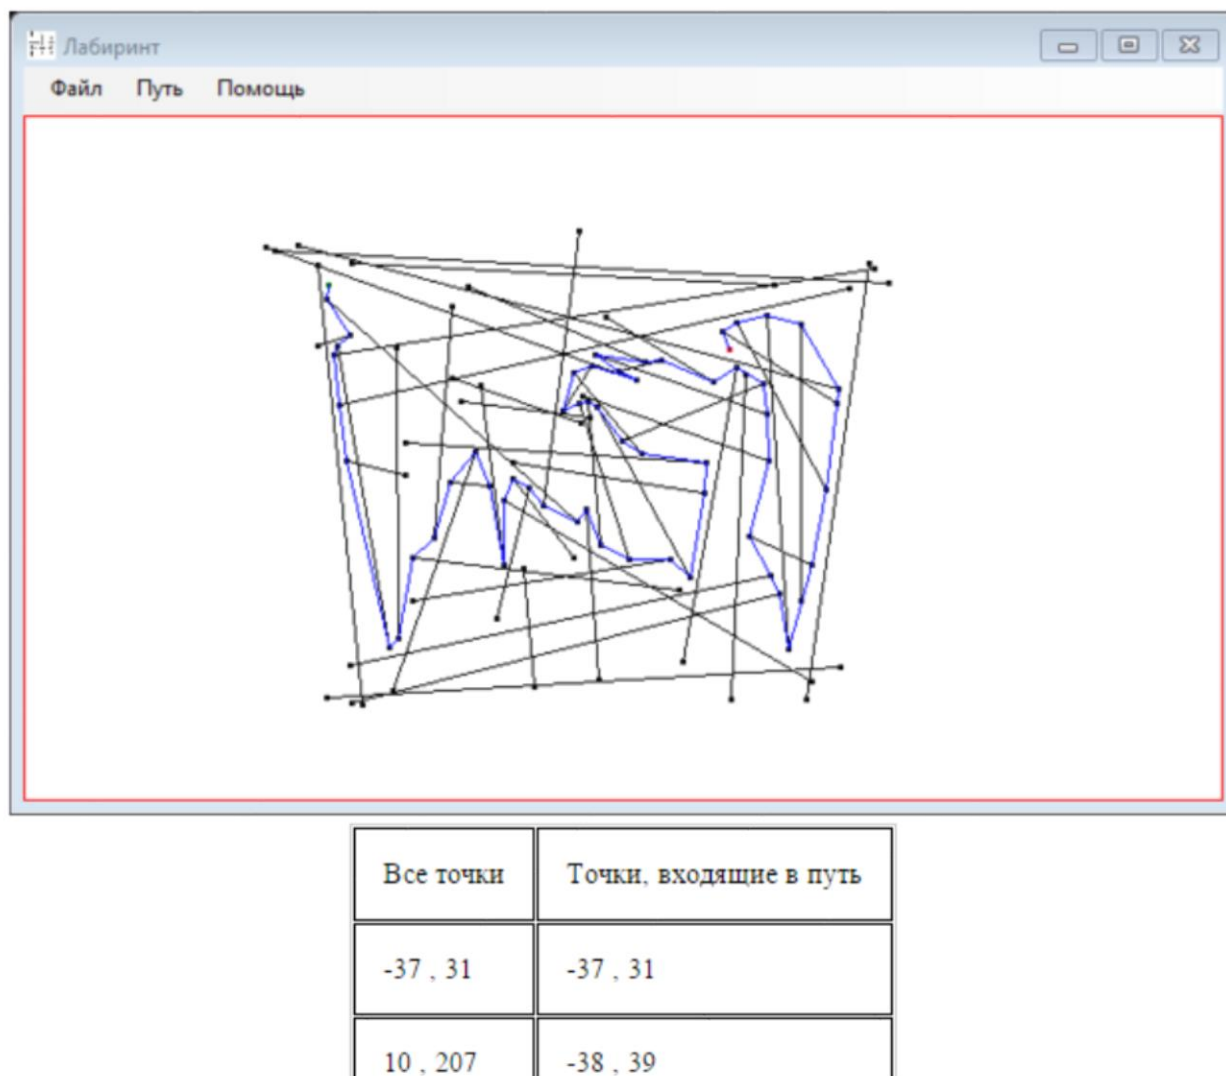 Лабиринт
Файл Путь Помощь
Все точки Точки, входящие в путь
-37 , 31 -37 , 31
10 , 207 -38 , 39